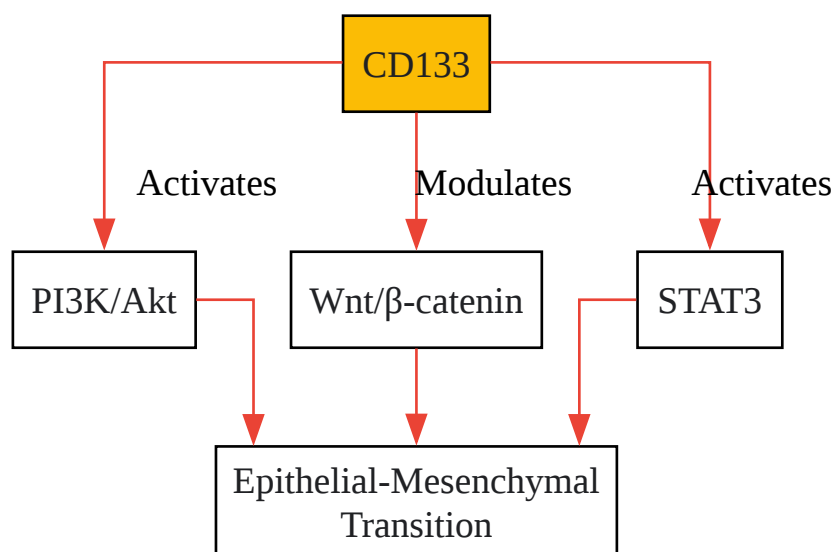 CD133
Activates
Modulates
Activates
PI3K/Akt
Wnt/β-catenin
STAT3
Epithelial-Mesenchymal
Transition